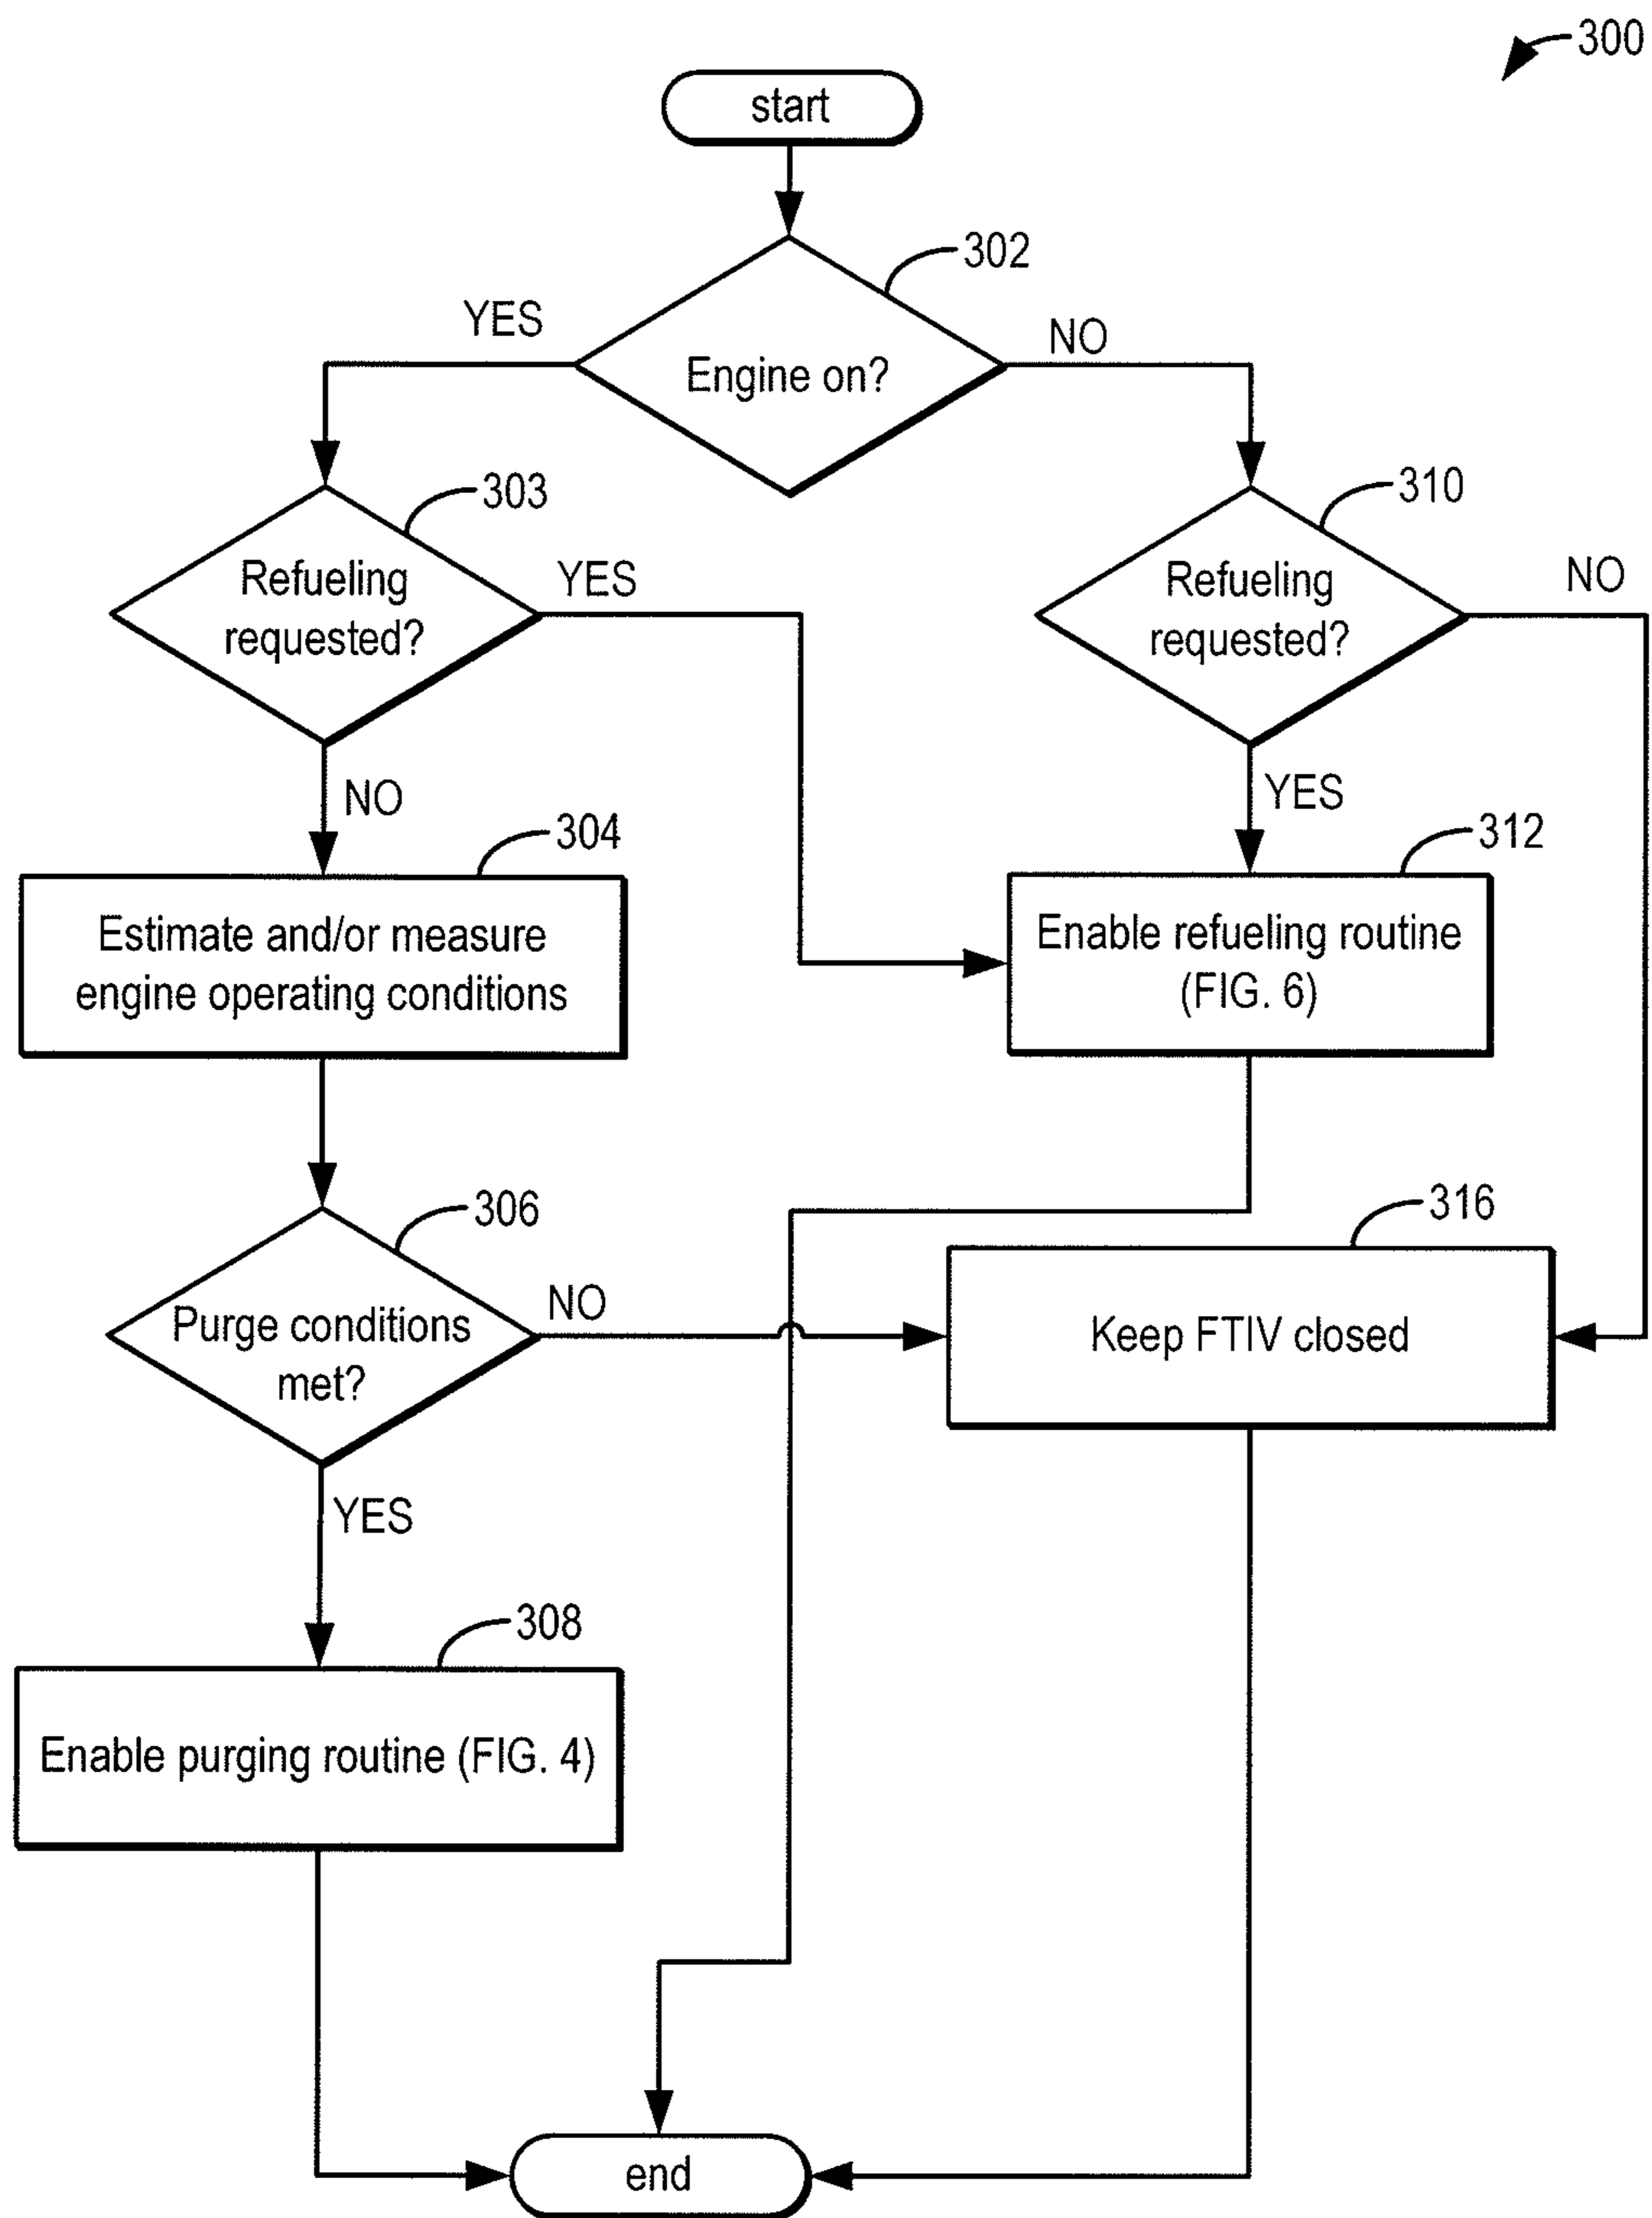 300
start
302
YES
NO
Engine on?
303
310
Refueling
requested?
YES
Refueling
requested?
NO
NO
YES
304
312
Estimate and/or measure
engine operating conditions
Enable refueling routine
(FIG. 6)
306
316
Purge conditions
met?
NO
Keep FTIV closed
YES
308
Enable purging routine (FIG. 4)
end